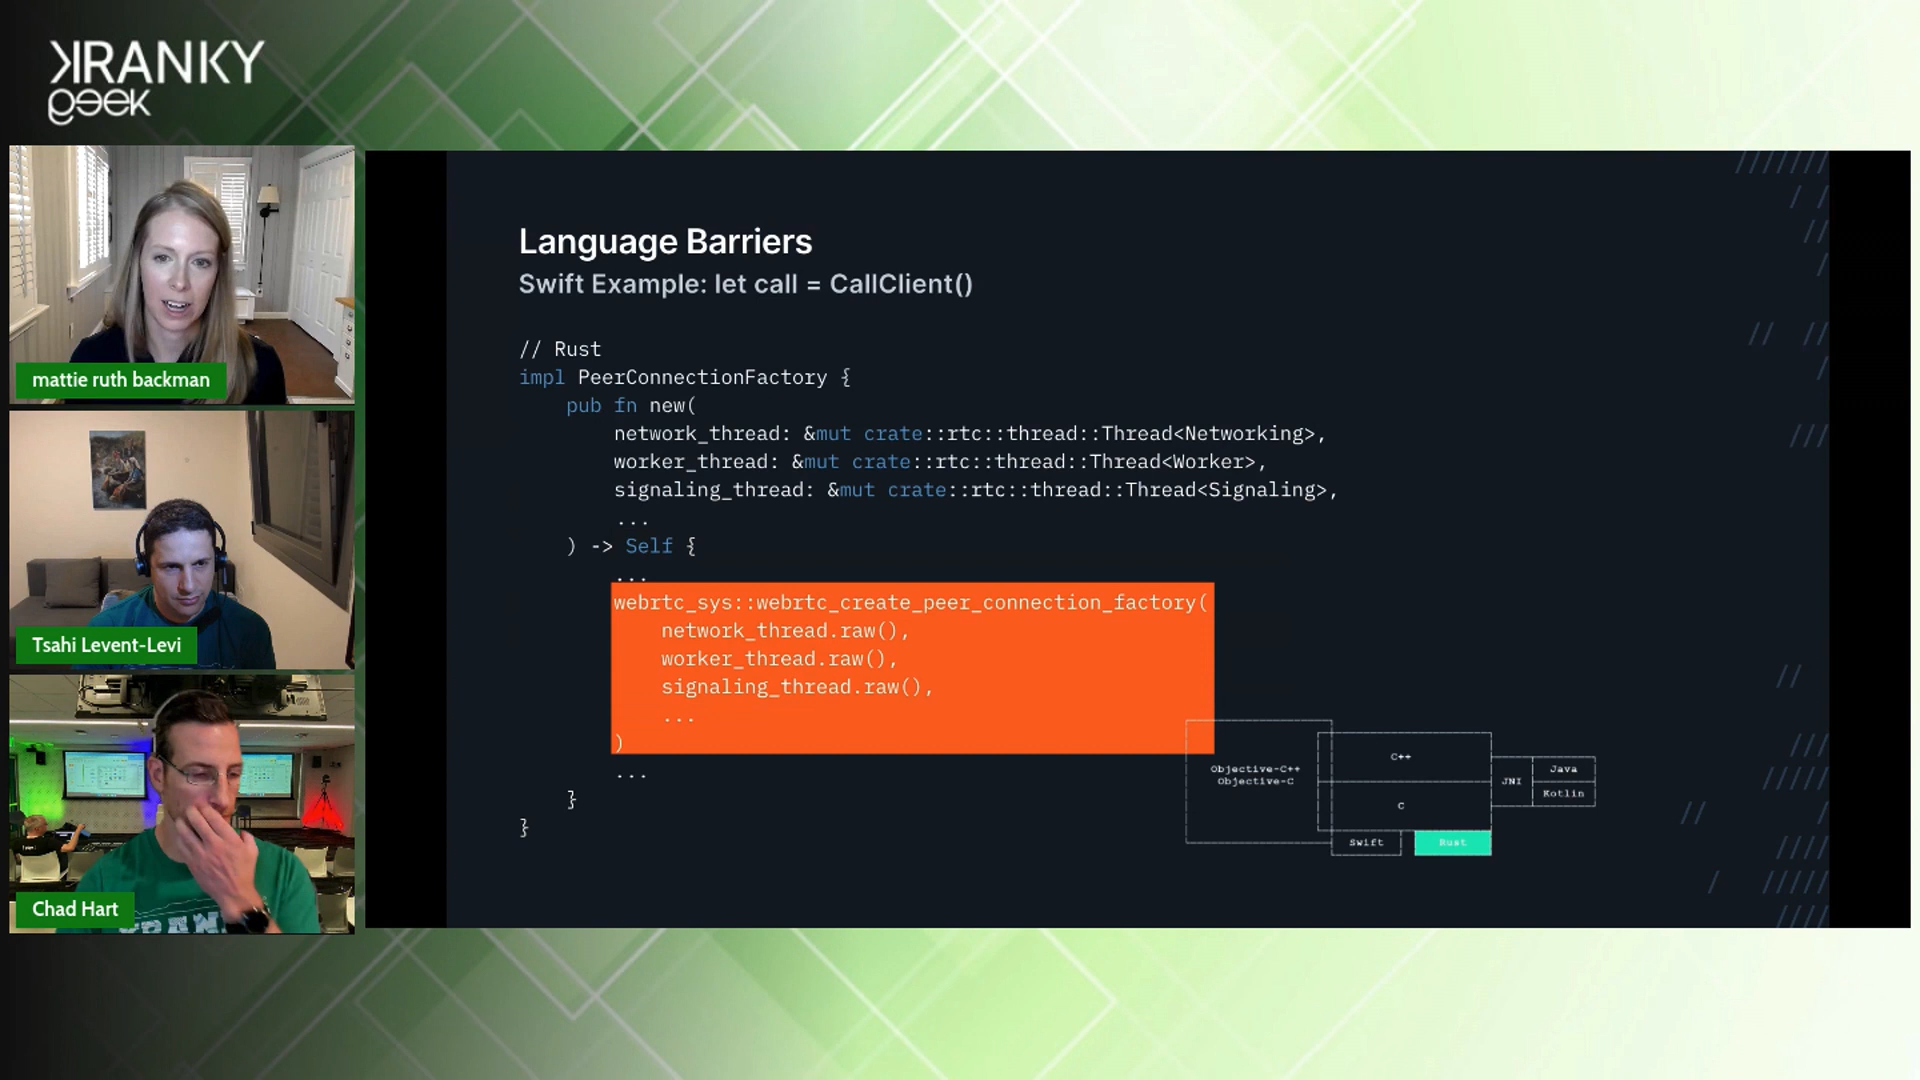 KRANKY
geek
mattie ruth backman
Tsahi Levent-Levi
Chad Hart
Language Barriers
Swift Example: let call = CallClient()
// Rust
impl PeerConnectionFactory {
pub fn new(
network_thread: &mut crate::rtc::thread::Thread<Networking>,
worker_thread: &mut crate::rtc::thread::Thread<Worker>,
signaling_thread: &mut crate::rtc::thread::Thread<Signaling>,
...
) -> Self {
...
webrtc_sys::webrtc_create_peer_connection_factory(
network_thread.raw(),
worker_thread.raw(),
signaling_thread.raw(),
...
)
...
}
}
Objective-C++
Objective-C
C++
C
JNI
Java
Kotlin
Swift
Rust